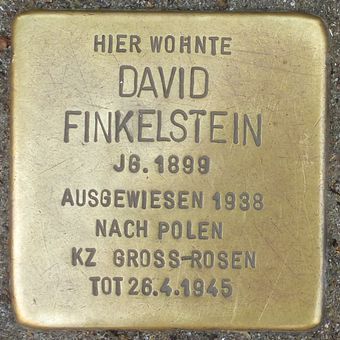 HIER WOHNTE
DAVID
FINKELSTEIN
JG. 1899
AUSGEWIESEN 1938
NACH POLEN
KZ GROSS-ROSEN
TOT 26.4.1945